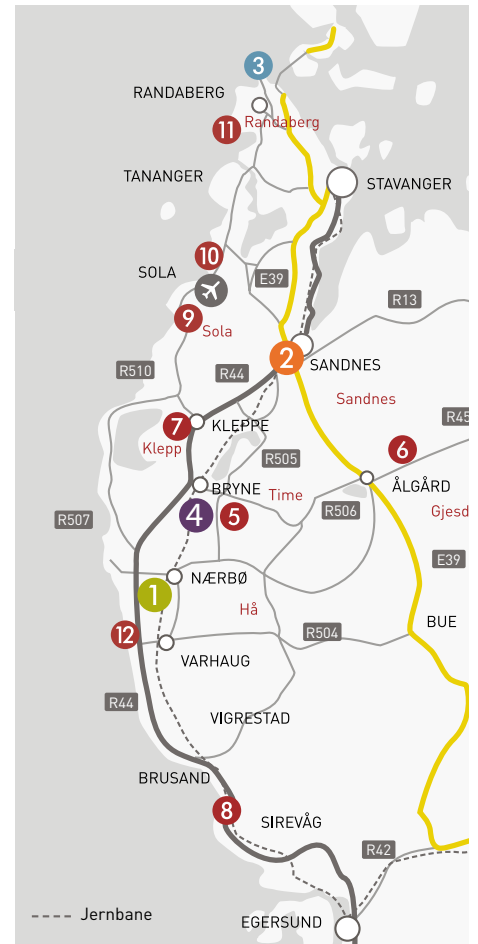 3
RANDABERG
Randaberg
11
TANANGER
STAVANGER
10
SOLA
E39
R13
9
Sola
2
SANDNES
R510
R44
Sandnes
7
KLEPPE
R45
Klepp
R505
6
BRYNE
Time
ÅLGÅRD
4
5
R506
Gjesd
R507
E39
NÆRBØ
1
Hå
BUE
12
R504
VARHAUG
R44
VIGRESTAD
BRUSAND
8
SIREVÅG
R42
Jernbane
EGERSUND